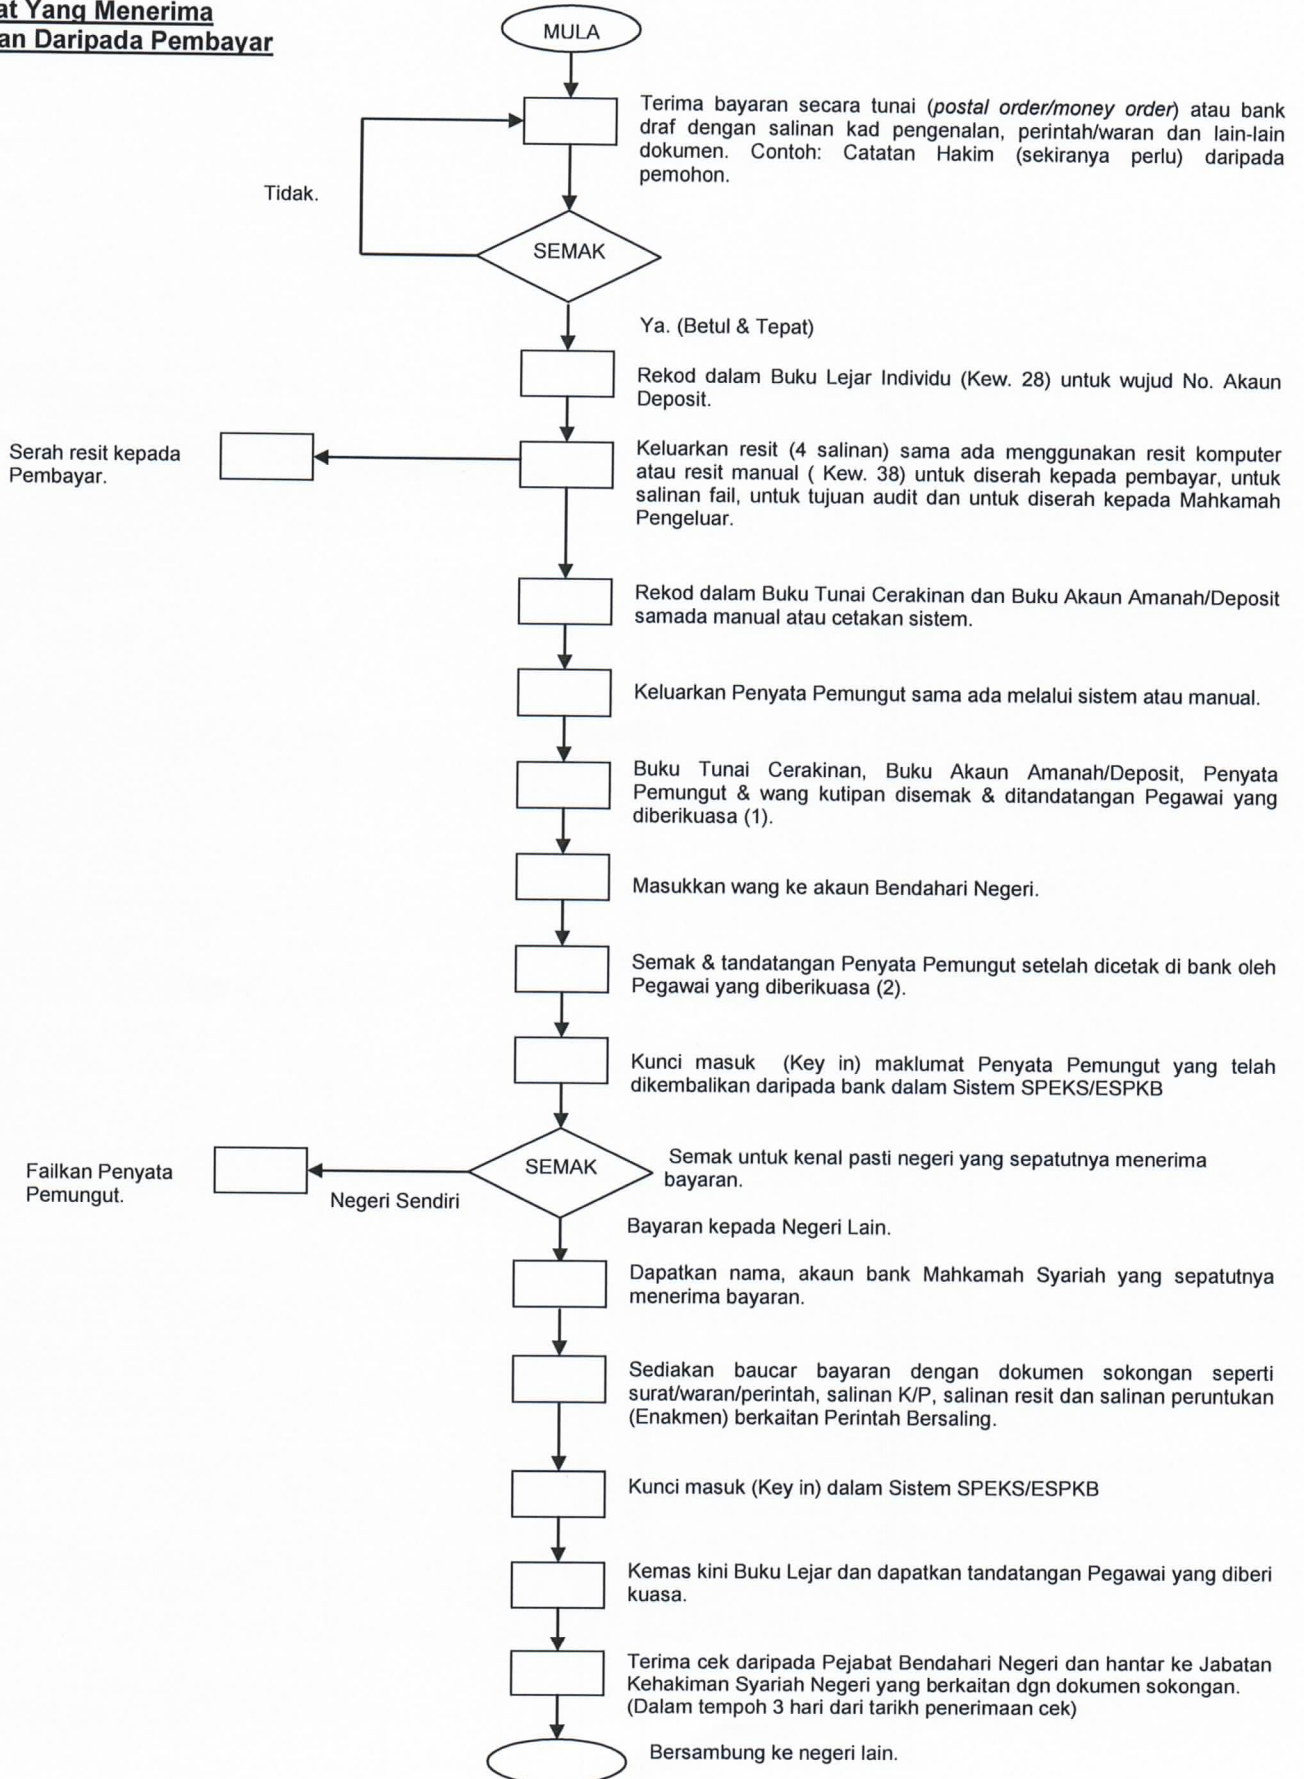 Yang Menerima
Daripada Pembayar
MULA
Terima bayaran secara tunai (postal order/money order) atau bank
draf dengan salinan kad pengenalan, perintah/waran dan lain-lain
dokumen. Contoh: Catatan Hakim (sekiranya perlu) daripada
pemohon.
Tidak.
SEMAK
Ya. (Betul & Tepat)
Rekod dalam Buku Lejar Individu (Kew. 28) untuk wujud No. Akaun
Deposit.
Serah resit kepada
Pembayar.
Keluarkan resit (4 salinan) sama ada menggunakan resit komputer
atau resit manual ( Kew. 38) untuk diserah kepada pembayar, untuk
salinan fail, untuk tujuan audit dan untuk diserah kepada Mahkamah
Pengeluar.
Rekod dalam Buku Tunai Cerakinan dan Buku Akaun Amanah/Deposit
samada manual atau cetakan sistem.
Keluarkan Penyata Pemungut sama ada melalui sistem atau manual.
Buku Tunai Cerakinan, Buku Akaun Amanah/Deposit, Penyata
Pemungut & wang kutipan disemak & ditandatangan Pegawai yang
diberikuasa (1).
Masukkan wang ke akaun Bendahari Negeri.
Semak & tandatangan Penyata Pemungut setelah dicetak di bank oleh
Pegawai yang diberikuasa (2).
Kunci masuk (Key in) maklumat Penyata Pemungut yang telah
dikembalikan daripada bank dalam Sistem SPEKS/ESPKB
Failkan Penyata
Pemungut.
Negeri Sendiri
SEMAK
Semak untuk kenal pasti negeri yang sepatutnya menerima
bayaran.
Bayaran kepada Negeri Lain.
Dapatkan nama, akaun bank Mahkamah Syariah yang sepatutnya
menerima bayaran.
Sediakan baucar bayaran dengan dokumen sokongan seperti
surat/waran/perintah, salinan K/P, salinan resit dan salinan peruntukan
(Enakmen) berkaitan Perintah Bersaling.
Kunci masuk (Key in) dalam Sistem SPEKS/ESPKB
Kemas kini Buku Lejar dan dapatkan tandatangan Pegawai yang diberi
kuasa.
Terima cek daripada Pejabat Bendahari Negeri dan hantar ke Jabatan
Kehakiman Syariah Negeri yang berkaitan dgn dokumen sokongan.
(Dalam tempoh 3 hari dari tarikh penerimaan cek)
Bersambung ke negeri lain.